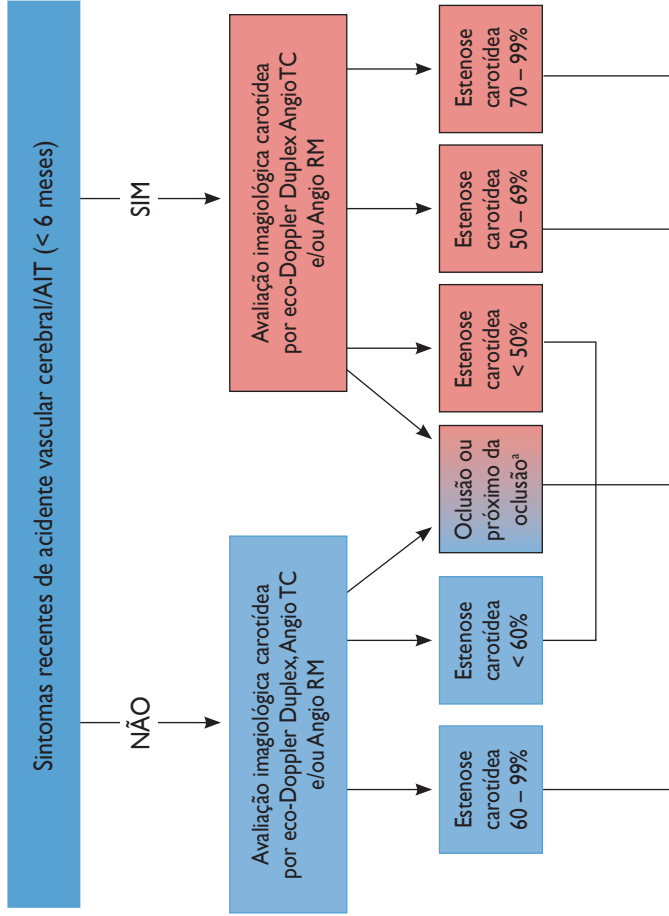 Sintomas recentes de acidente vascular cerebral/AIT (< 6 meses)
NÃO
SIM
Avaliação imagiológica carotídea
por eco-Doppler Duplex, Angio TC
e/ou Angio RM
Avaliação imagiológica carotídea
por eco-Doppler Duplex Angio TC
e/ou Angio RM
Estenose
carotídea
60 – 99%
Estenose
carotídea
< 60%
Oclusão ou
próximo da
oclusãoᵃ
Estenose
carotídea
< 50%
Estenose
carotídea
50 – 69%
Estenose
carotídea
70 – 99%